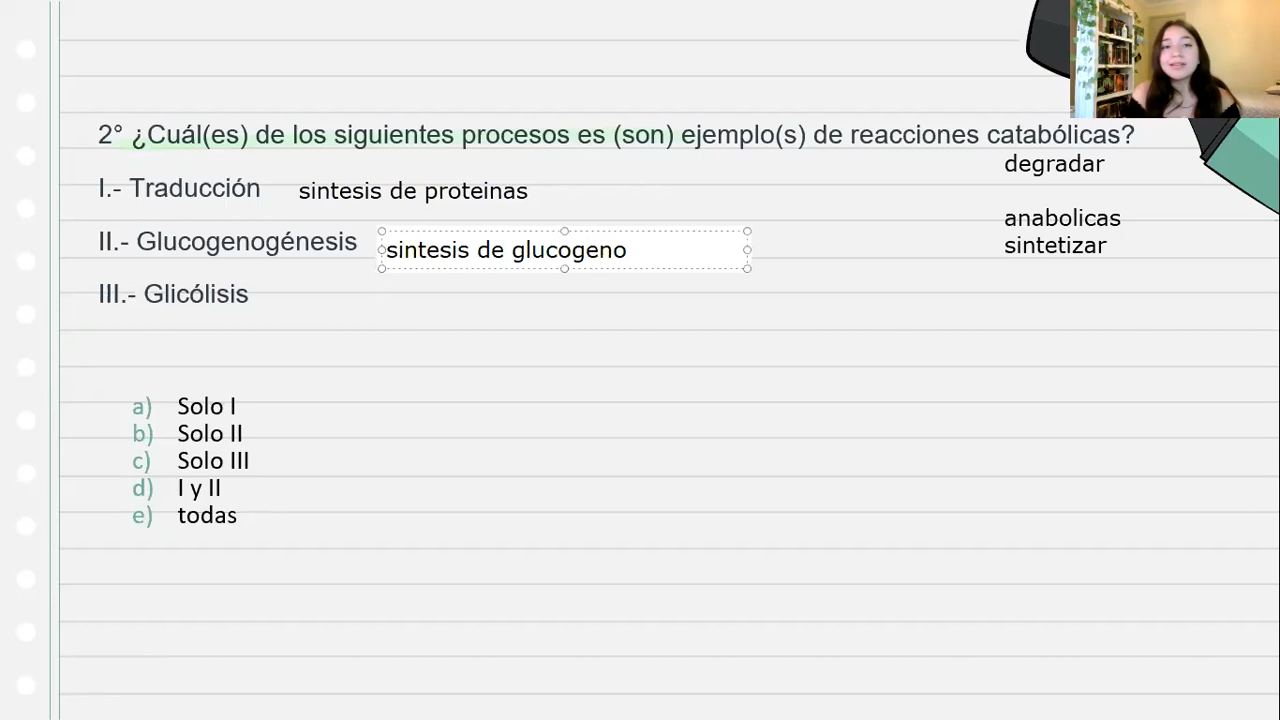 2° ¿Cuál(es) de los siguientes procesos es (son) ejemplo(s) de reacciones catabólicas?
degradar
I.- Traducción sintesis de proteinas
anabolicas
II.- Glucogenogénesis sintesis de glucogeno
sintetizar
III.- Glicólisis
a) Solo I
b) Solo II
c) Solo III
d) I y II
e) todas